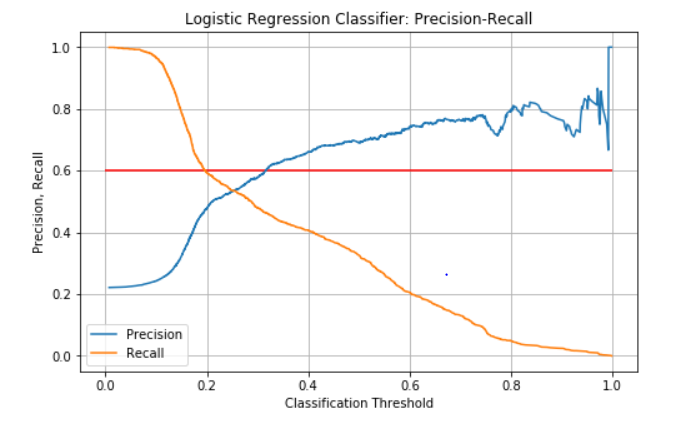 Logistic Regression Classifier: Precision-Recall
1.0
0.8
0.6
0.4
0.2
0.0
Precision, Recall
Precision
Recall
0.0 0.2 0.4 0.6 0.8 1.0
Classification Threshold